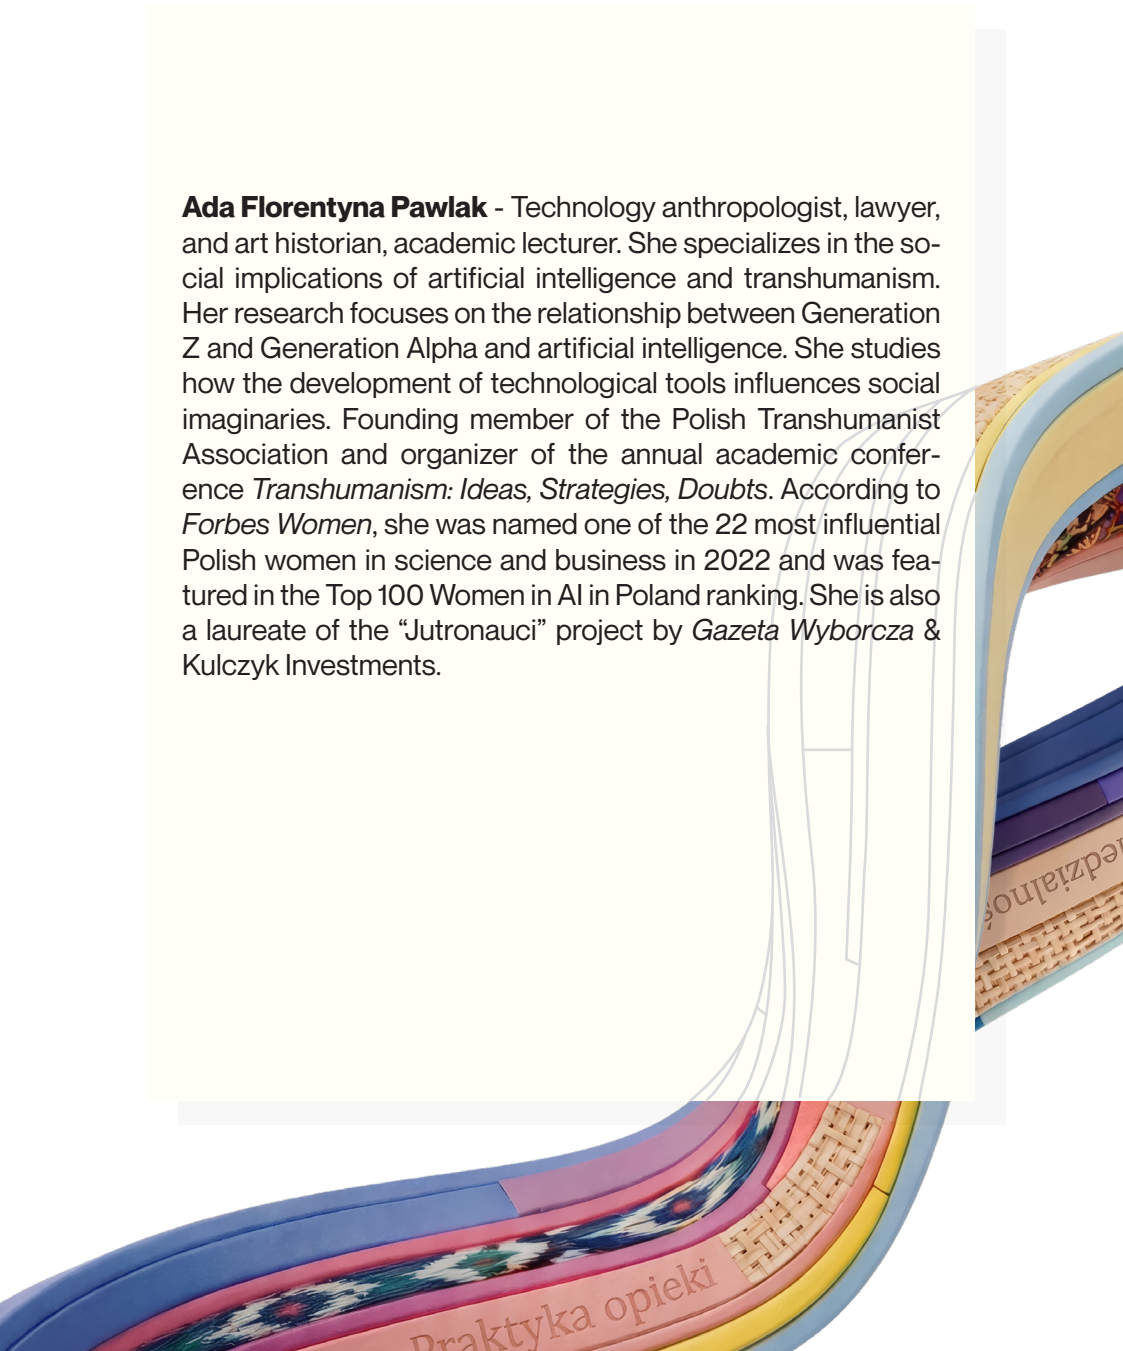 Ada Florentyna Pawlak - Technology anthropologist, lawyer,
and art historian, academic lecturer. She specializes in the so-
cial implications of artificial intelligence and transhumanism.
Her research focuses on the relationship between Generation
Z and Generation Alpha and artificial intelligence. She studies
how the development of technological tools influences social
imaginaries. Founding member of the Polish Transhumanist
Association and organizer of the annual academic confer-
ence Transhumanism: Ideas, Strategies, Doubts. According to
Forbes Women, she was named one of the 22 most influential
Polish women in science and business in 2022 and was fea-
tured in the Top 100 Women in AI in Poland ranking. She is also
a laureate of the “Jutronauci” project by Gazeta Wyborcza &
Kulczyk Investments.
Praktyka opieki